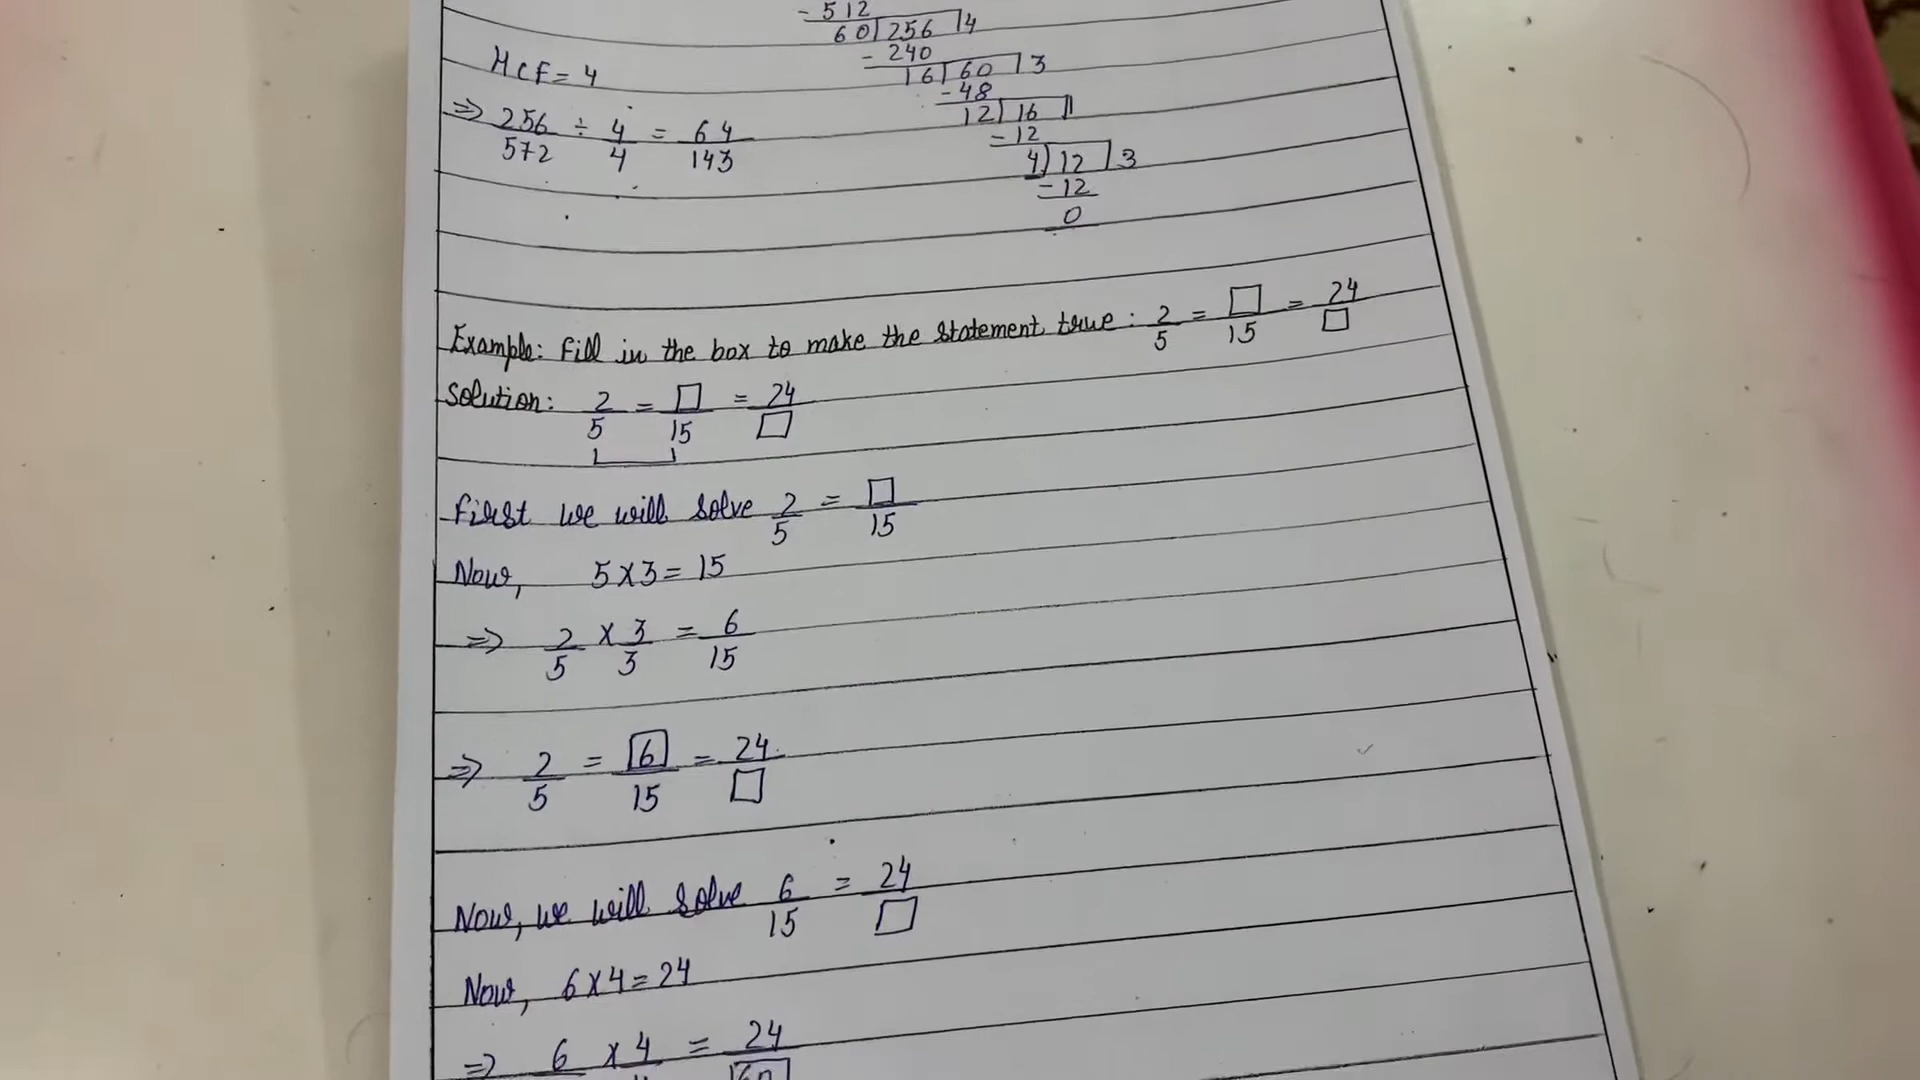 - 512
60) 256 (4
- 240
HCF = 4
16) 60 (3
- 48
12) 16 (1
- 12
⇒ 256/572 ÷ 4/4 = 64/143
4) 12 (3
- 12
0
Example: Fill in the box to make the statement true: 2/5 = □/15 = 24/□
Solution: 2/5 = □/15 = 24/□
First we will solve 2/5 = □/15
Now, 5 x 3 = 15
⇒ 2/5 x 3/3 = 6/15
⇒ 2/5 = 6/15 = 24/□
Now, we will solve 6/15 = 24/□
Now, 6 x 4 = 24
⇒ 6 x 4 = 24